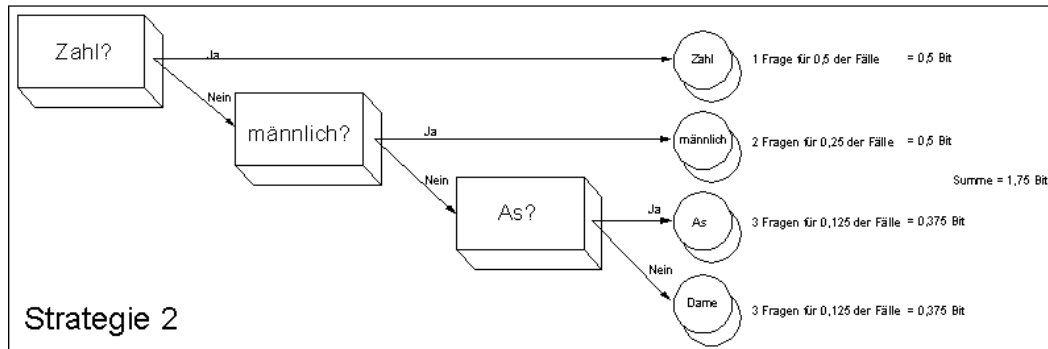 Zahl?
Ja
Zahl
1 Frage für 0,5 der Fälle = 0,5 Bit
Nein
männlich?
Ja
männlich
2 Fragen für 0,25 der Fälle = 0,5 Bit
Nein
Summe = 1,75 Bit
As?
Ja
As
3 Fragen für 0,125 der Fälle = 0,375 Bit
Nein
Dame
3 Fragen für 0,125 der Fälle = 0,375 Bit
Strategie 2